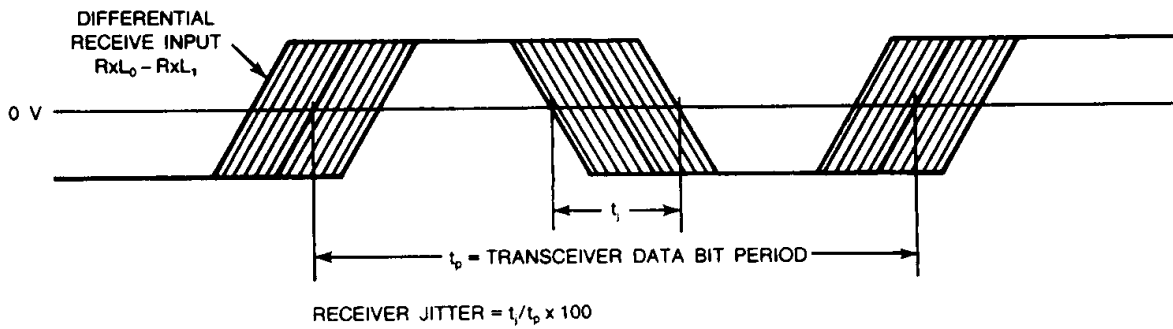 DIFFERENTIAL
RECEIVE INPUT
RxL₀ – RxL₁
0 V
tⱼ
tₚ = TRANSCEIVER DATA BIT PERIOD
RECEIVER JITTER = tⱼ/tₚ x 100